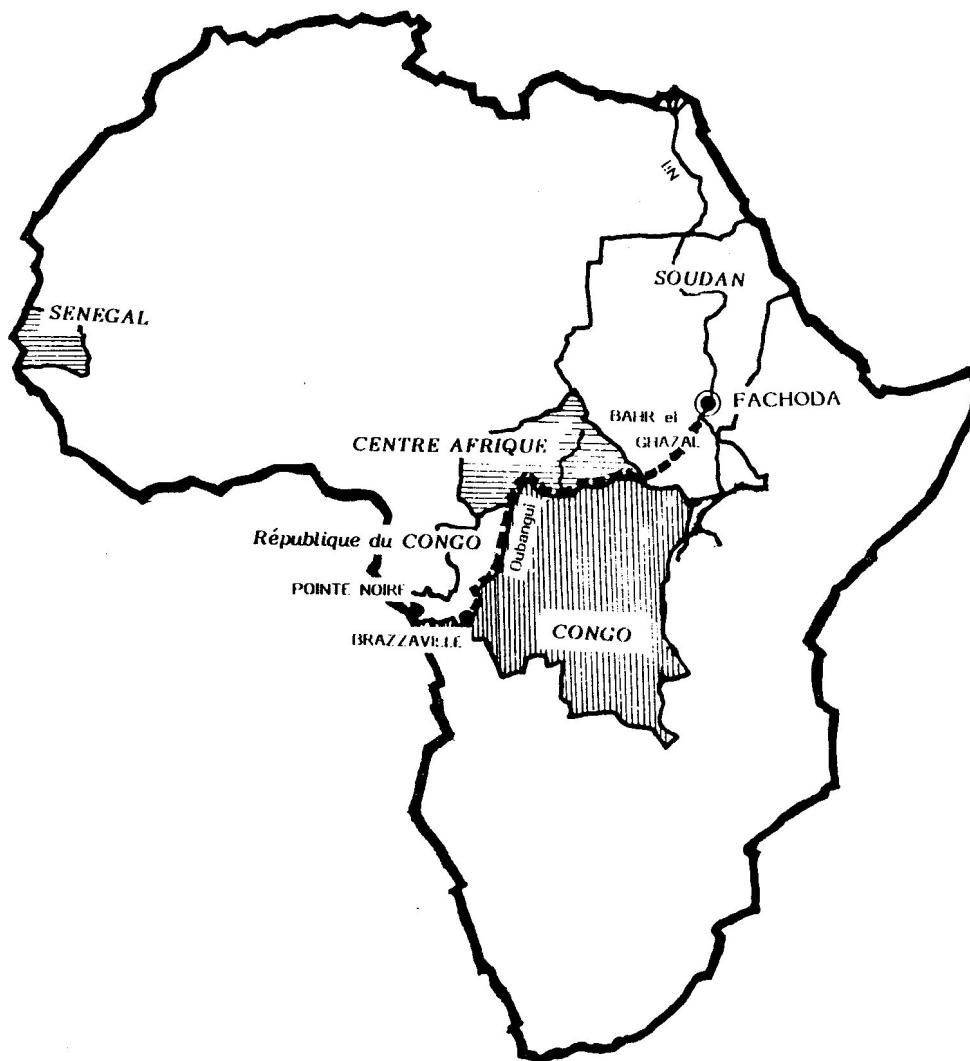 Nil
SOUDAN
SENEGAL
FACHODA
BAHR el
GHAZAL
CENTRE AFRIQUE
Oubangui
République du CONGO
POINTE NOIRE
BRAZZAVILLE
CONGO